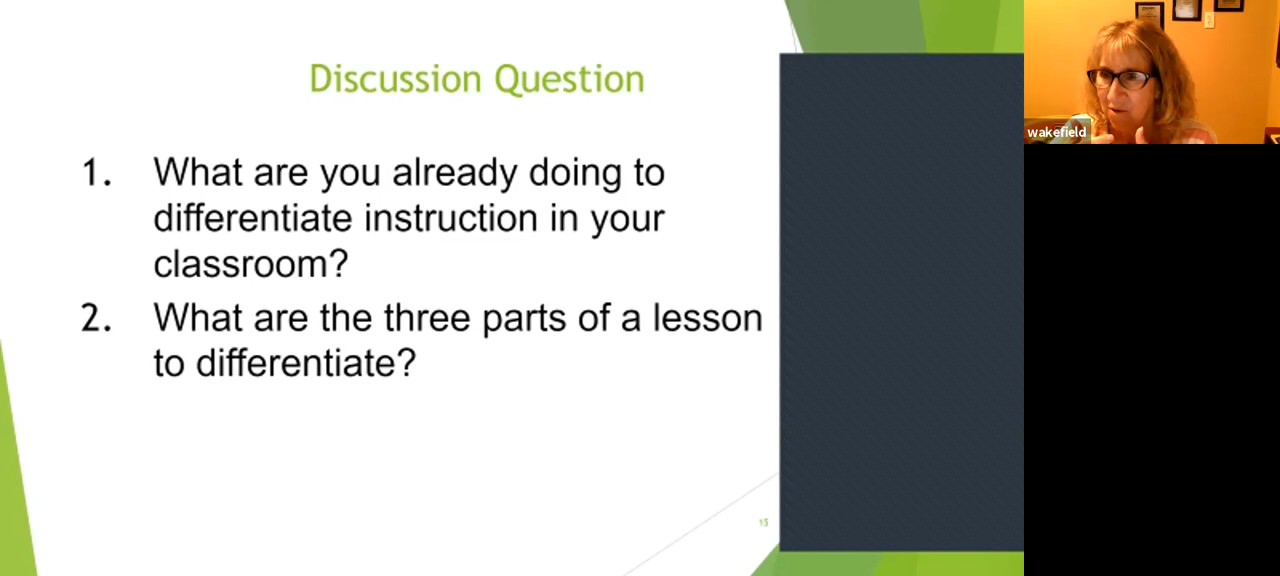 Discussion Question
1. What are you already doing to
differentiate instruction in your
classroom?
2. What are the three parts of a lesson
to differentiate?
15
wakefield